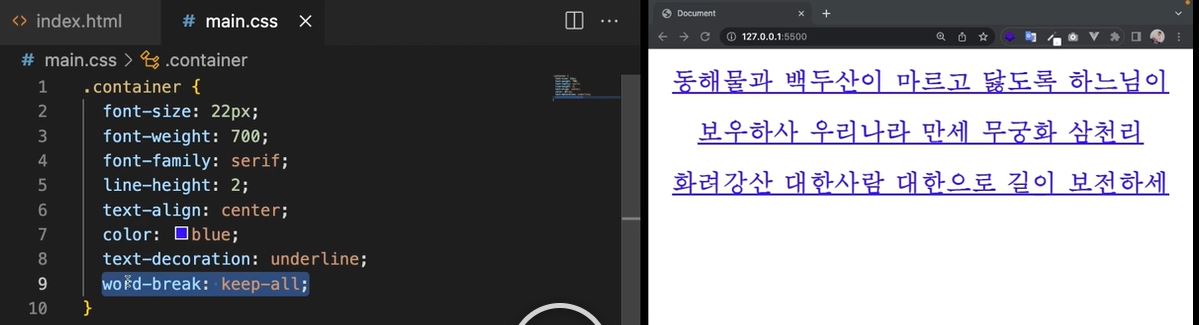 index.html
main.css
main.css > .container
1 .container {
2 font-size: 22px;
3 font-weight: 700;
4 font-family: serif;
5 line-height: 2;
6 text-align: center;
7 color: blue;
8 text-decoration: underline;
9 word-break: keep-all;
10 }
Document
127.0.0.1:5500
동해물과 백두산이 마르고 닳도록 하느님이
보우하사 우리나라 만세 무궁화 삼천리
화려강산 대한사람 대한으로 길이 보전하세